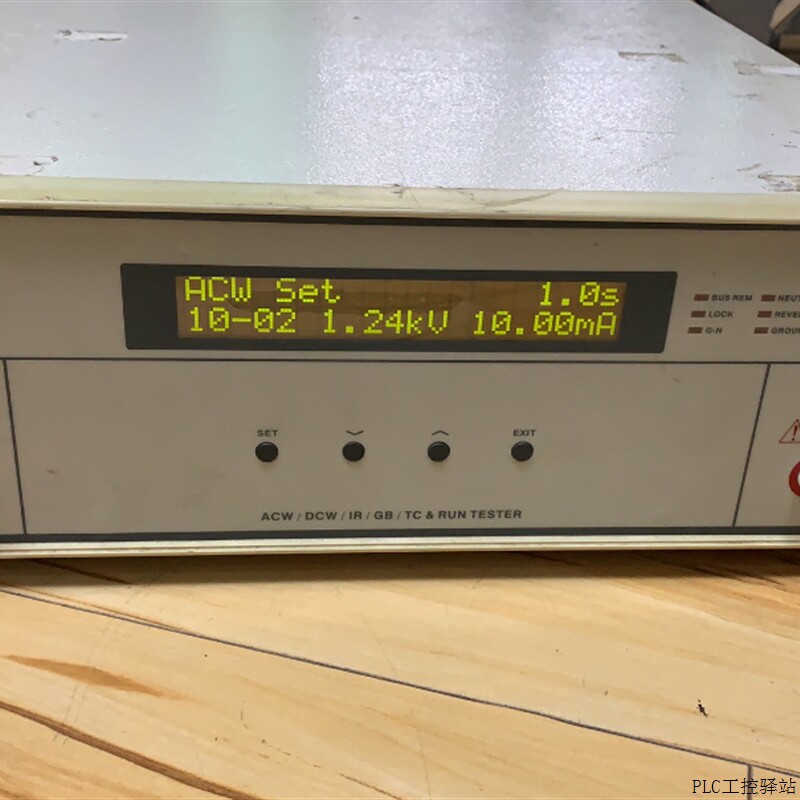 ACW Set 1.0s
10-02 1.24kV 10.00mA
BUS REM
LOCK
G-N
SET
EXIT
ACW / DCW / IR / GB / TC & RUN TESTER
PLC工控驿站